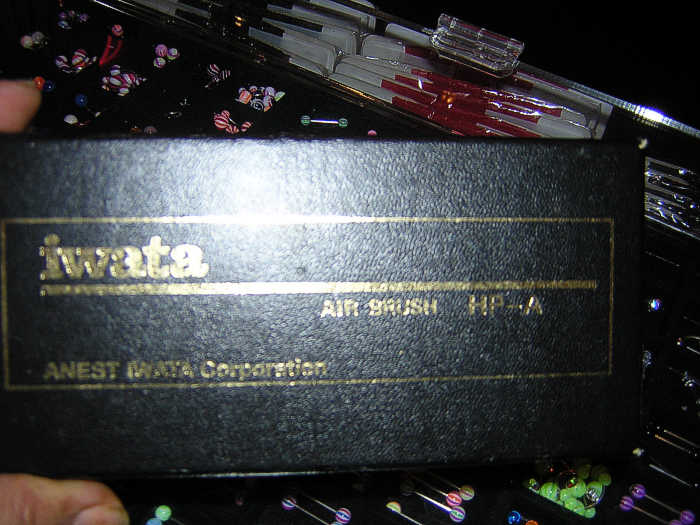 iwata
AIR BRUSH HP-A
ANEST IWATA Corporation